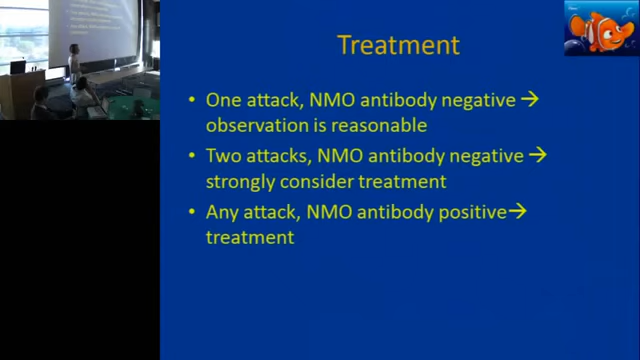 Treatment
• One attack, NMO antibody negative →
observation is reasonable
• Two attacks, NMO antibody negative →
strongly consider treatment
• Any attack, NMO antibody positive→
treatment